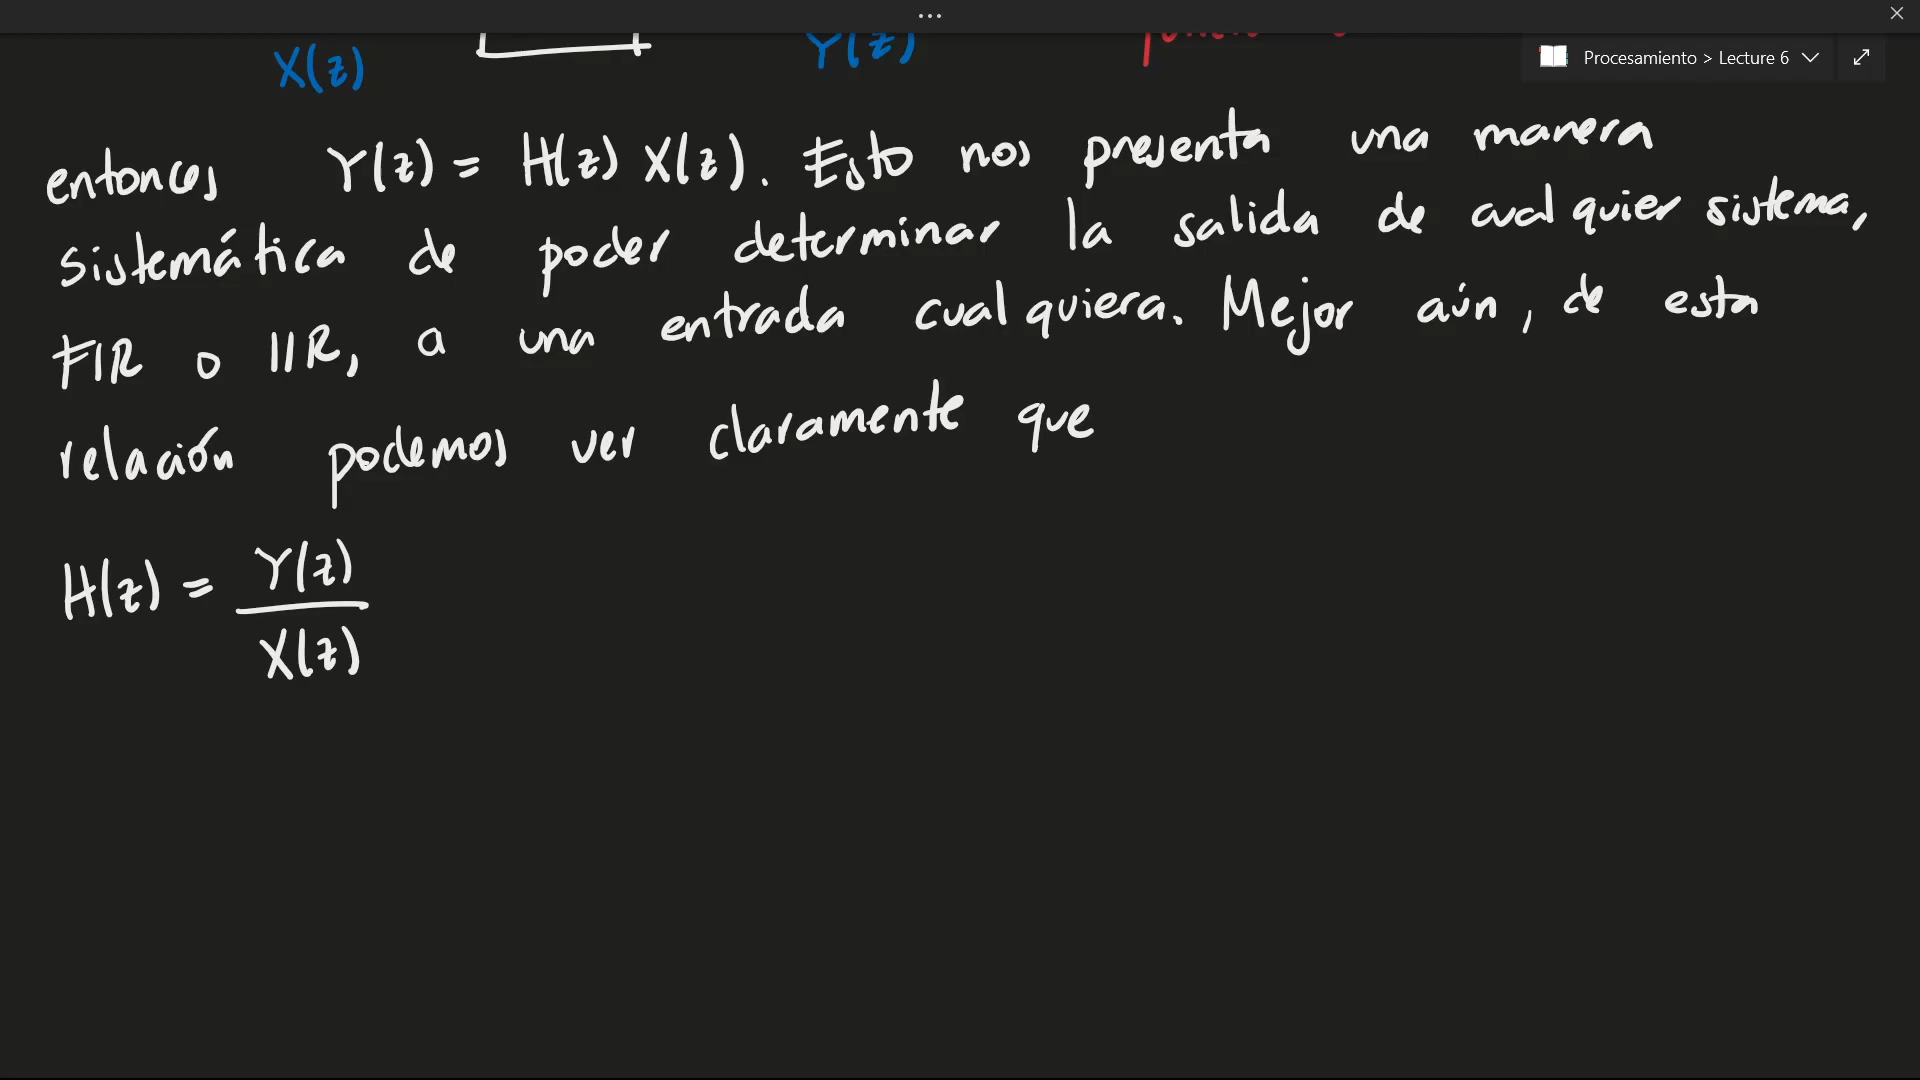 X(z) Y(z)
Procesamiento > Lecture 6
entonces Y(z) = H(z) X(z). Esto nos presenta una manera
sistemática de poder determinar la salida de cualquier sistema,
FIR o IIR, a una entrada cualquiera. Mejor aún, de esta
relación podemos ver claramente que
H(z) = Y(z)
X(z)